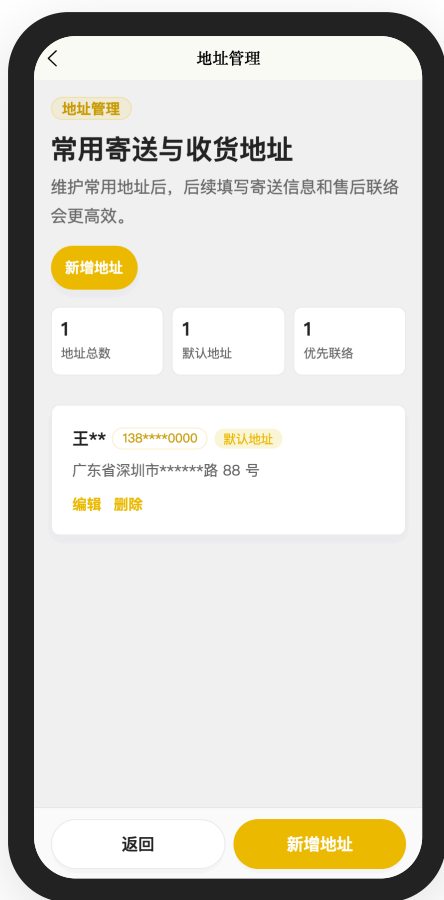 地址管理
地址管理
常用寄送与收货地址
维护常用地址后，后续填写寄送信息和售后联络
会更高效。
新增地址
1 1 1
地址总数 默认地址 优先联络
王** 138****0000 默认地址
广东省深圳市******路 88 号
编辑 删除
返回 新增地址